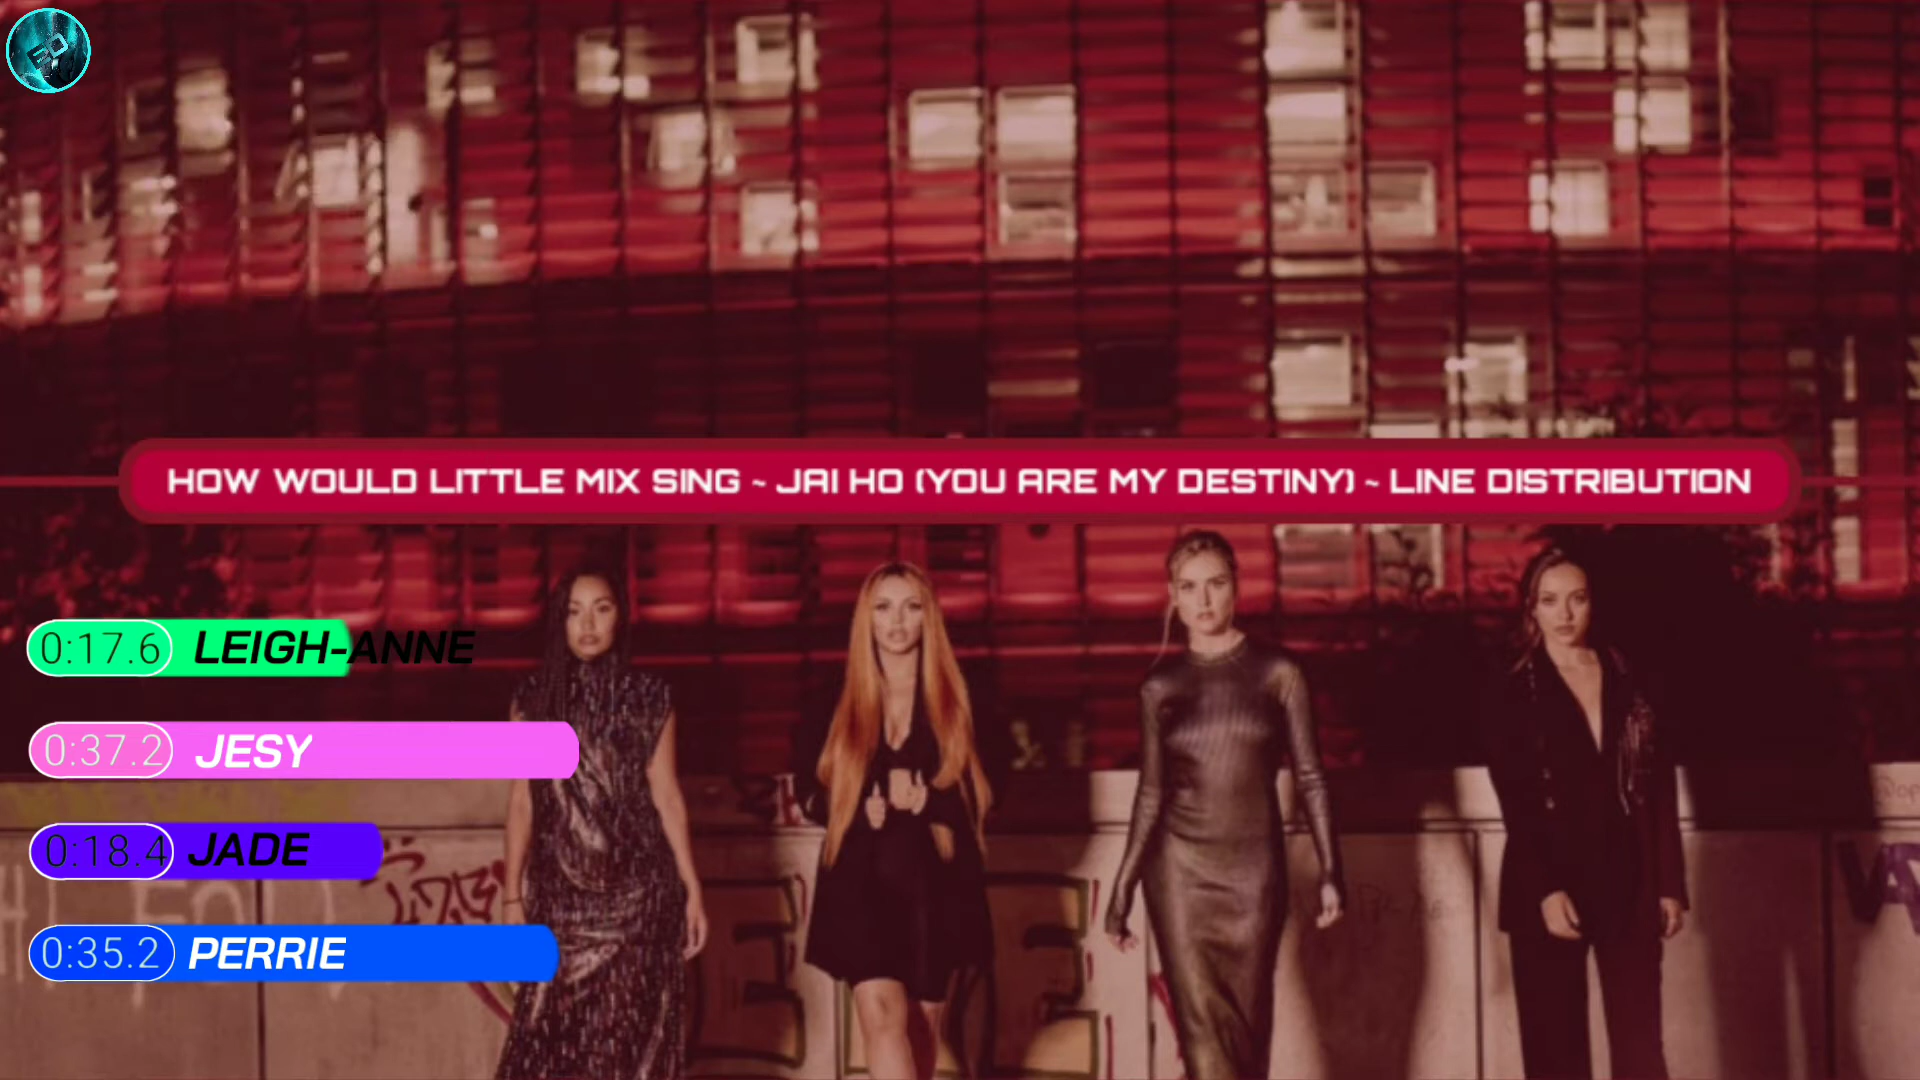 3D
HOW WOULD LITTLE MIX SING ~ JAI HO (YOU ARE MY DESTINY) ~ LINE DISTRIBUTION
0:17.6 LEIGH-ANNE
0:37.2 JESY
0:18.4 JADE
0:35.2 PERRIE